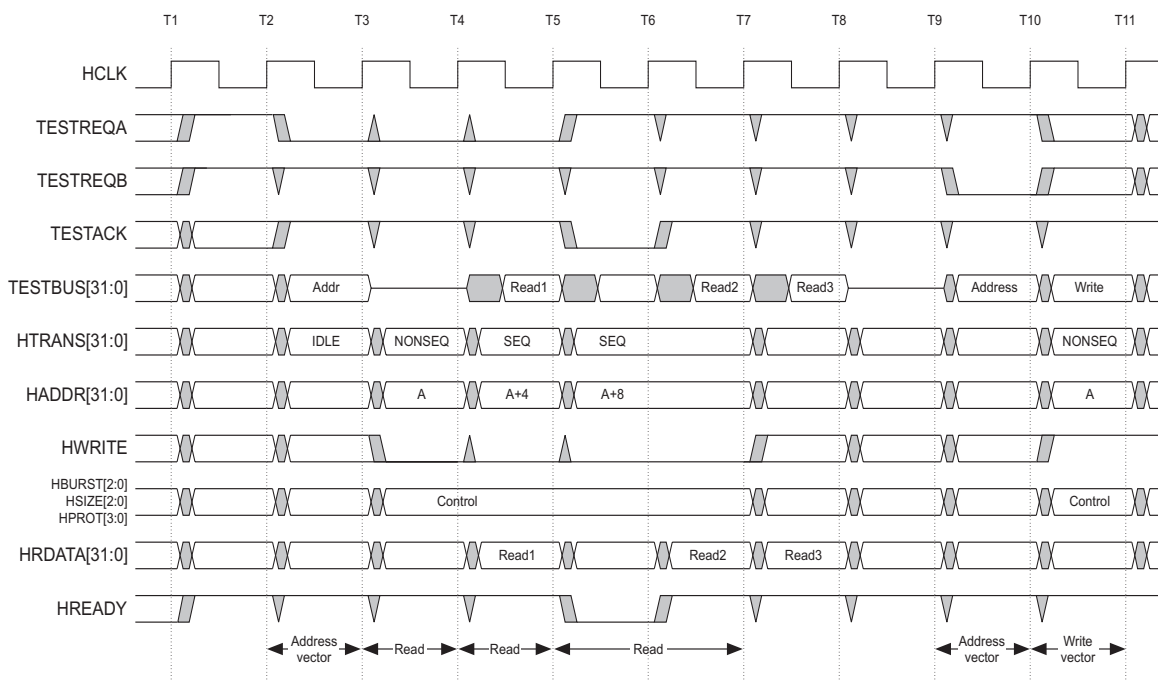 T1 T2 T3 T4 T5 T6 T7 T8 T9 T10 T11
HCLK
TESTREQA
TESTREQB
TESTACK
TESTBUS[31:0] Addr Read1 Read2 Read3 Address Write
HTRANS[31:0] IDLE NONSEQ SEQ SEQ NONSEQ
HADDR[31:0] A A+4 A+8 A
HWRITE
HBURST[2:0]
HSIZE[2:0] Control Control
HPROT[3:0]
HRDATA[31:0] Read1 Read2 Read3
HREADY
Address vector Read Read Read Address vector Write vector